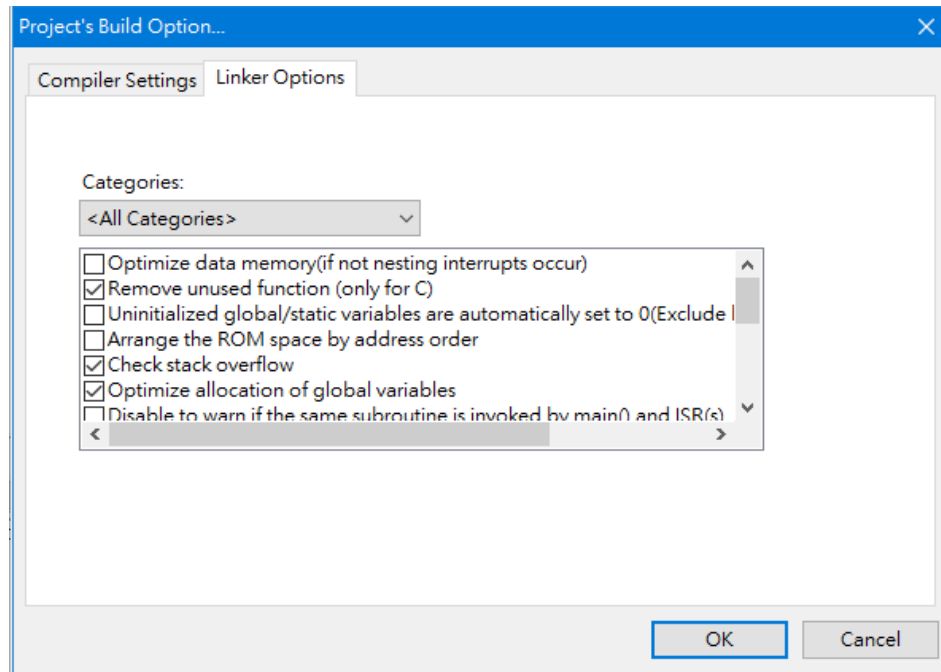 Project's Build Option...
Compiler Settings
Linker Options
Categories:
<All Categories>
Optimize data memory(if not nesting interrupts occur)
Remove unused function (only for C)
Uninitialized global/static variables are automatically set to 0(Exclude
Arrange the ROM space by address order
Check stack overflow
Optimize allocation of global variables
Disable to warn if the same subroutine is invoked by main() and ISR(s)
OK
Cancel